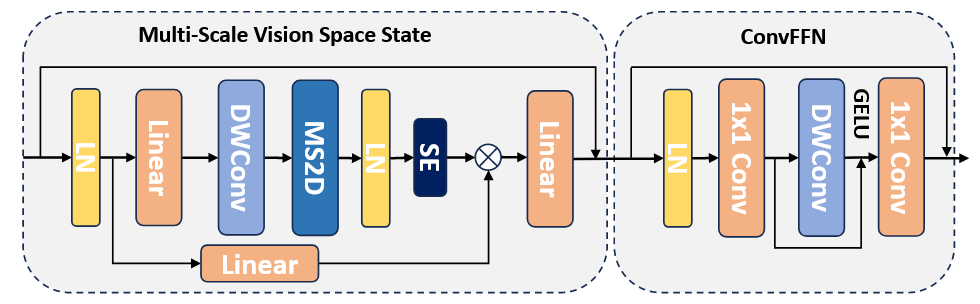 Multi-Scale Vision Space State
LN
Linear
DWConv
MS2D
LN
SE
Linear
Linear
ConvFFN
LN
1x1 Conv
DWConv
GELU
1x1 Conv